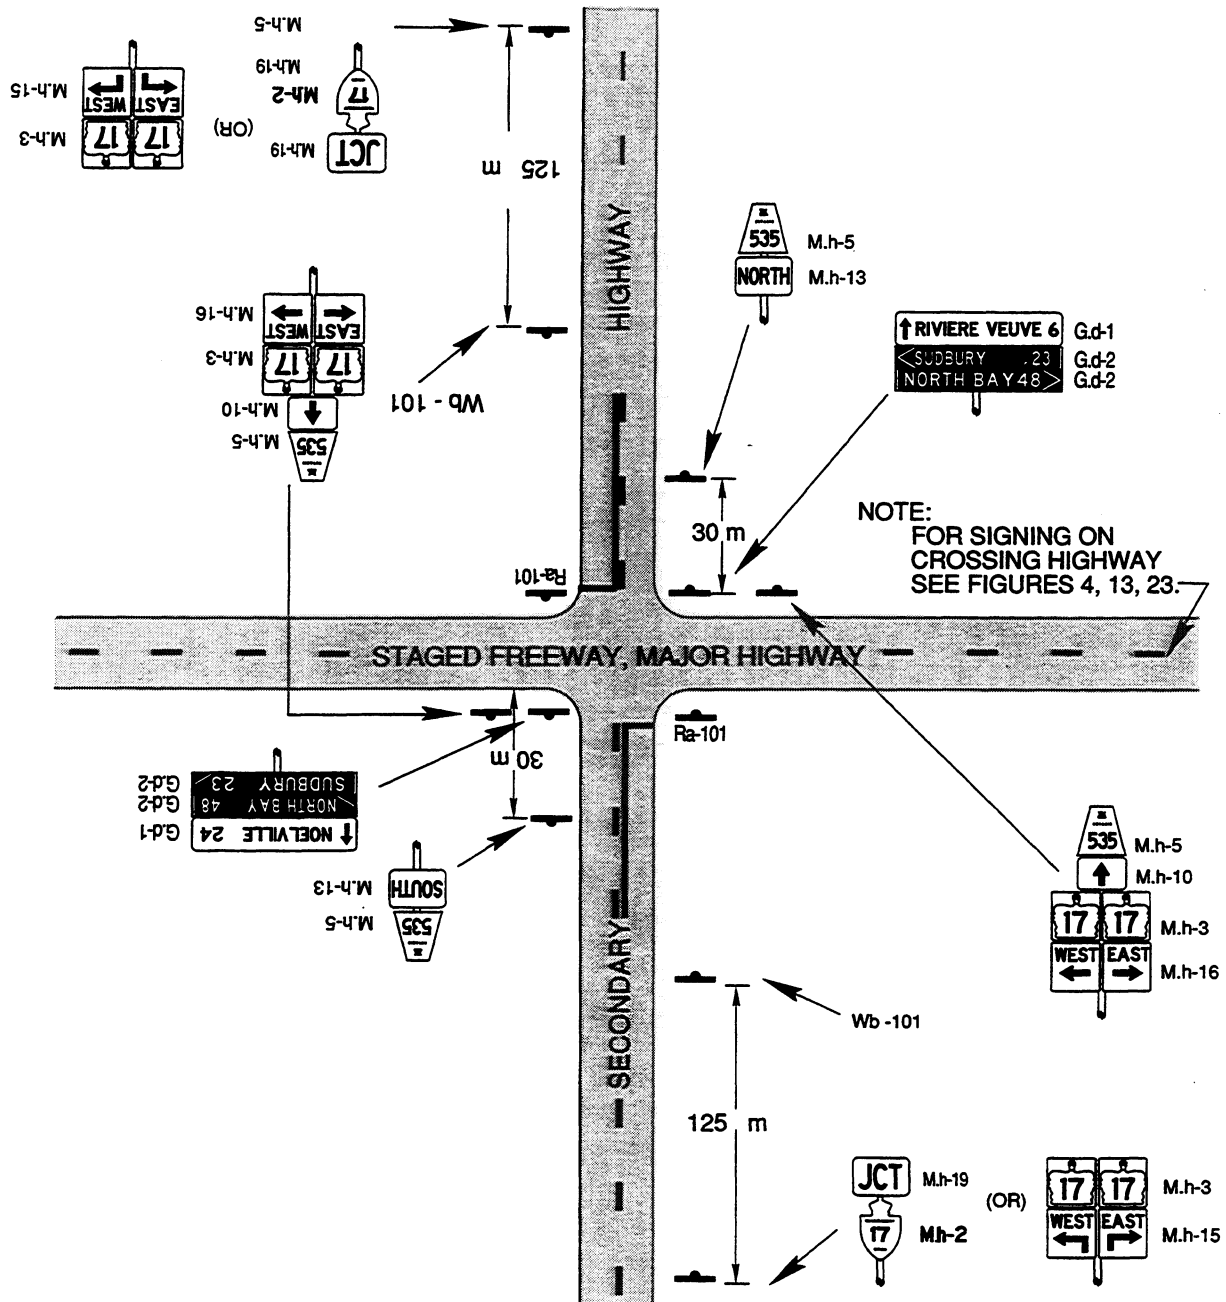 M.h-5
M.h-19
M.h-2
M.h-19
17
JCT
(OR)
M.h-15
WEST EAST
M.h-3
17 17
125 m
HIGHWAY
535
M.h-5
NORTH
M.h-13
M.h-16
WEST EAST
M.h-3
17 17
M.h-10
M.h-5
535
Wb - 101
RIVIERE VEUVE 6
G.d-1
SUDBURY .23
G.d-2
NORTH BAY 48
G.d-2
30 m
NOTE:
FOR SIGNING ON
CROSSING HIGHWAY
SEE FIGURES 4, 13, 23.
Ra-101
STAGED FREEWAY, MAJOR HIGHWAY
Ra-101
30 m
G.d-2
SUDBURY 23
G.d-2
NORTH BAY 48
G.d-1
NOELVILLE 24
M.h-13
SOUTH
M.h-5
535
SECONDARY
535
M.h-5
M.h-10
17 17
M.h-3
WEST EAST
M.h-16
Wb -101
125 m
JCT
M.h-19
17
M.h-2
(OR)
17 17
M.h-3
WEST EAST
M.h-15